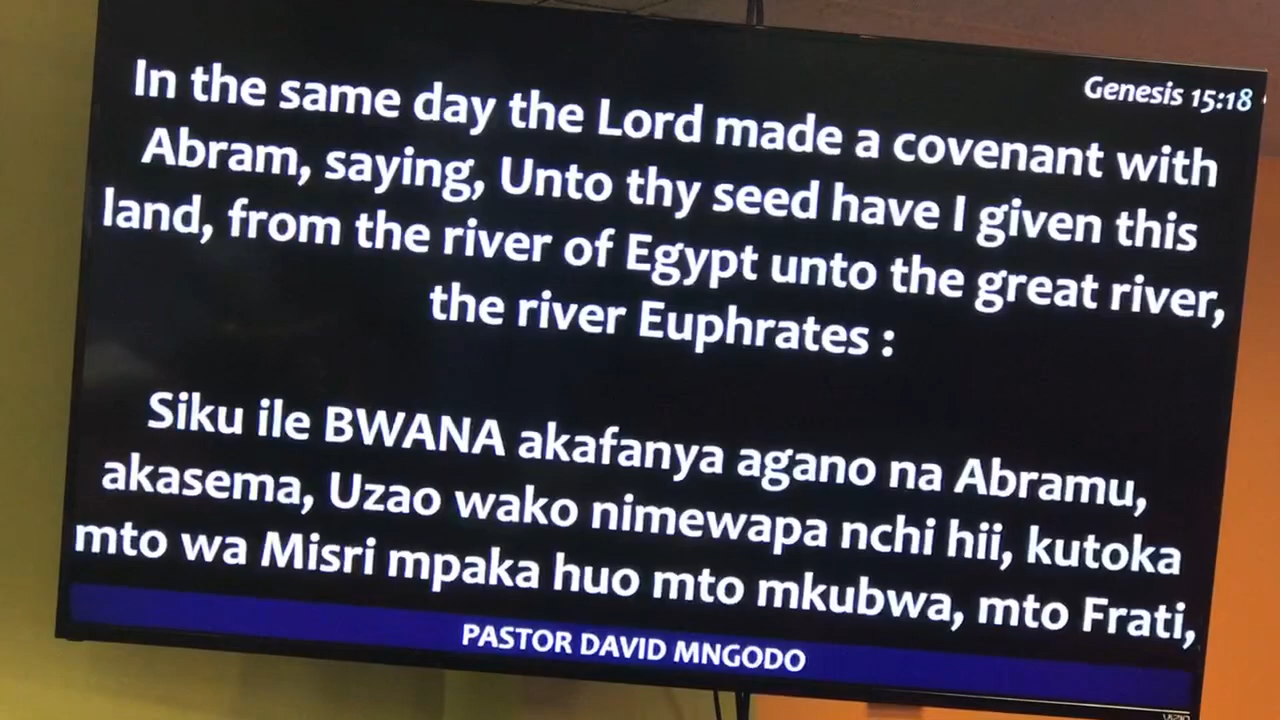 Genesis 15:18
In the same day the Lord made a covenant with
Abram, saying, Unto thy seed have I given this
land, from the river of Egypt unto the great river,
the river Euphrates :
Siku ile BWANA akafanya agano na Abramu,
akasema, Uzao wako nimewapa nchi hii, kutoka
mto wa Misri mpaka huo mto mkubwa, mto Frati,
PASTOR DAVID MNGODO
VIZIO